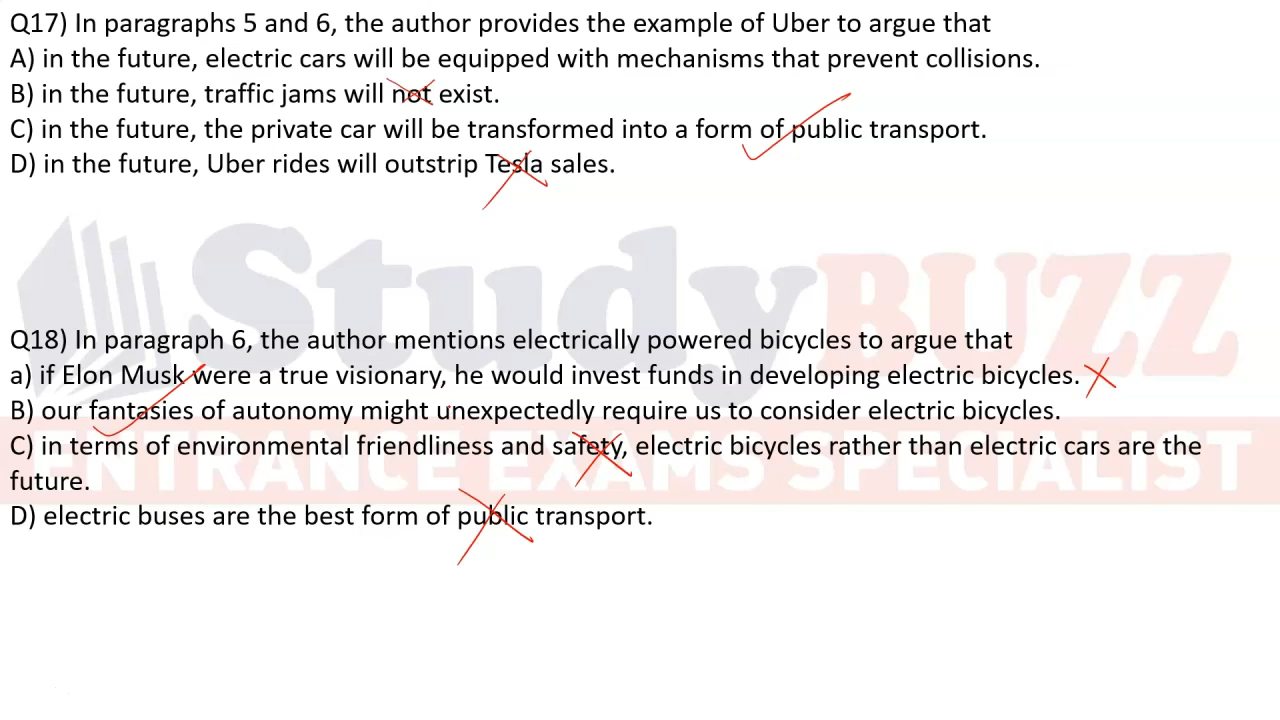 Q17) In paragraphs 5 and 6, the author provides the example of Uber to argue that
A) in the future, electric cars will be equipped with mechanisms that prevent collisions.
B) in the future, traffic jams will not exist.
C) in the future, the private car will be transformed into a form of public transport.
D) in the future, Uber rides will outstrip Tesla sales.
StudyBUZZ
Q18) In paragraph 6, the author mentions electrically powered bicycles to argue that
a) if Elon Musk were a true visionary, he would invest funds in developing electric bicycles.
B) our fantasies of autonomy might unexpectedly require us to consider electric bicycles.
C) in terms of environmental friendliness and safety, electric bicycles rather than electric cars are the
future.
ENTRANCE EXAMS SPECIALIST
D) electric buses are the best form of public transport.